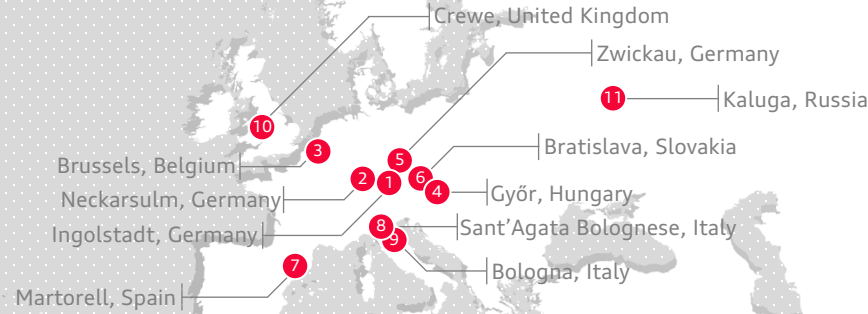 Crewe, United Kingdom
Zwickau, Germany
11
Kaluga, Russia
10
3
Brussels, Belgium
5
Bratislava, Slovakia
2
1
6
4
Neckarsulm, Germany
Győr, Hungary
8
Sant’Agata Bolognese, Italy
Ingolstadt, Germany
9
7
Bologna, Italy
Martorell, Spain